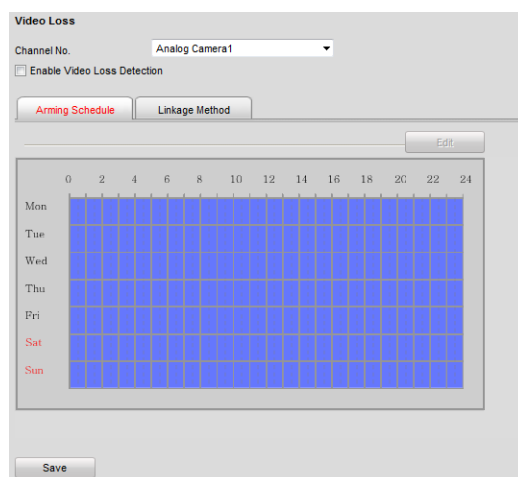 Video Loss
Channel No. Analog Camera1
Enable Video Loss Detection
Arming Schedule Linkage Method
Edit
0 2 4 6 8 10 12 14 16 18 20 22 24
Mon
Tue
Wed
Thu
Fri
Sat
Sun
Save